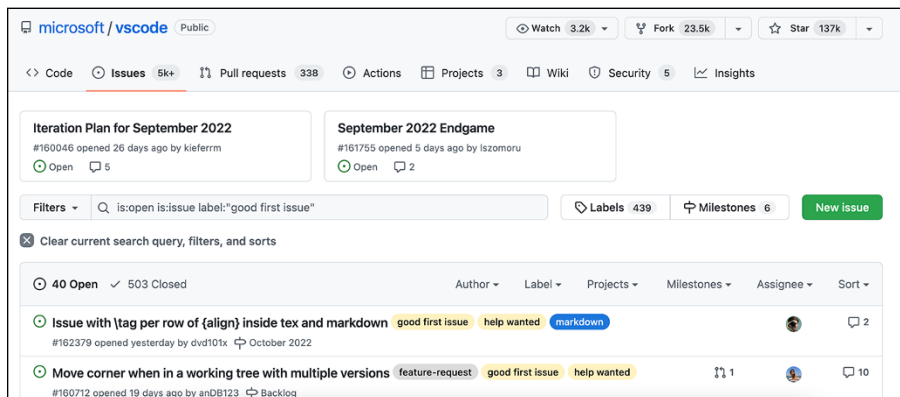 microsoft / vscode Public Watch 3.2k Fork 23.5k Star 137k
Code Issues 5k+ Pull requests 338 Actions Projects 3 Wiki Security 5 Insights
Iteration Plan for September 2022
#160046 opened 26 days ago by kieferrm
Open 5
September 2022 Endgame
#161755 opened 5 days ago by lszomoru
Open 2
Filters is:open is:issue label:"good first issue" Labels 439 Milestones 6 New issue
Clear current search query, filters, and sorts
40 Open 503 Closed Author Label Projects Milestones Assignee Sort
Issue with \tag per row of {align} inside tex and markdown good first issue help wanted markdown 2
#162379 opened yesterday by dvd101x October 2022
Move corner when in a working tree with multiple versions feature-request good first issue help wanted 1 10
#160712 opened 19 days ago by anDB123 Backlog